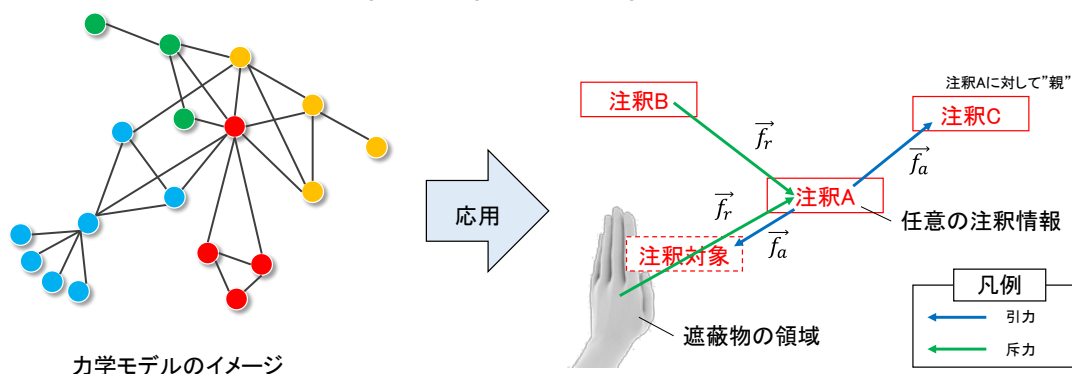 注釈Aに対して”親”
注釈B
注釈C
f_r
f_a
応用
f_r
注釈A
任意の注釈情報
注釈対象
f_a
凡例
引力
遮蔽物の領域
斥力
力学モデルのイメージ